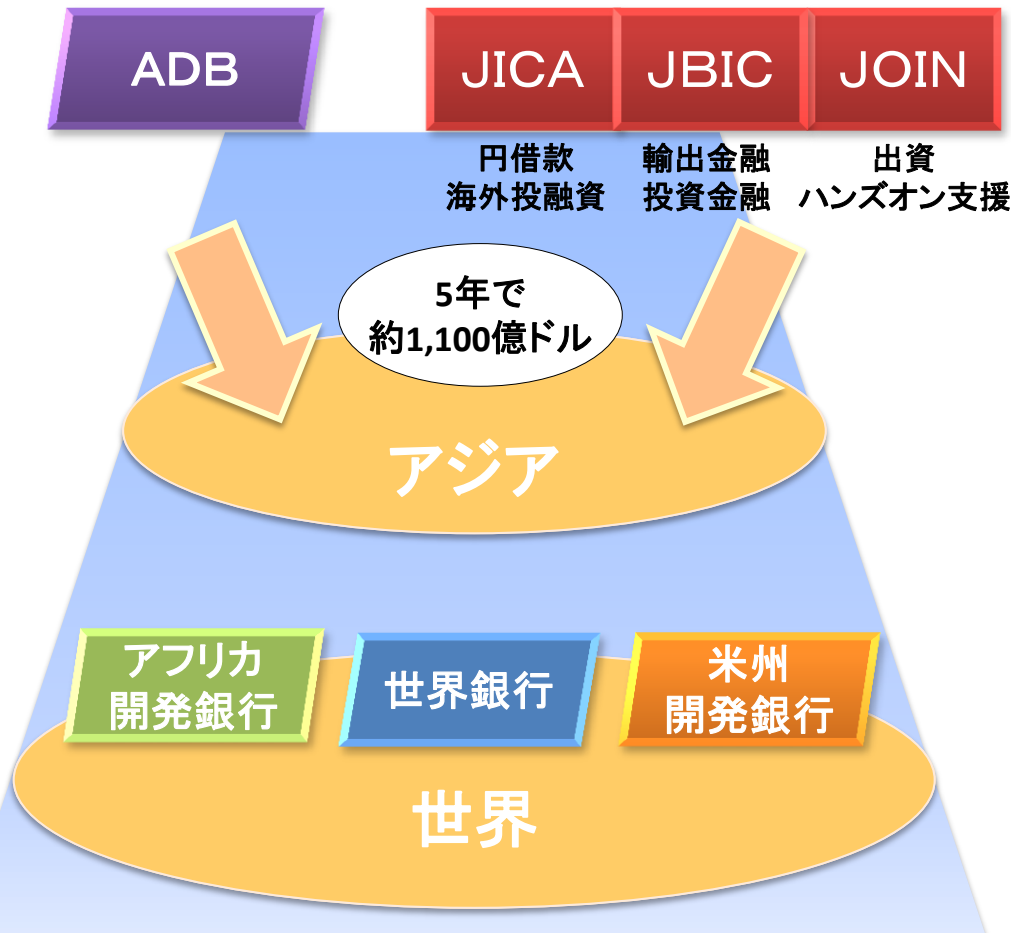 ADB
JICA
JBIC
JOIN
円借款
海外投融資
輸出金融
投資金融
出資
ハンズオン支援
5年で
約1,100億ドル
アジア
アフリカ
開発銀行
世界銀行
米州
開発銀行
世界